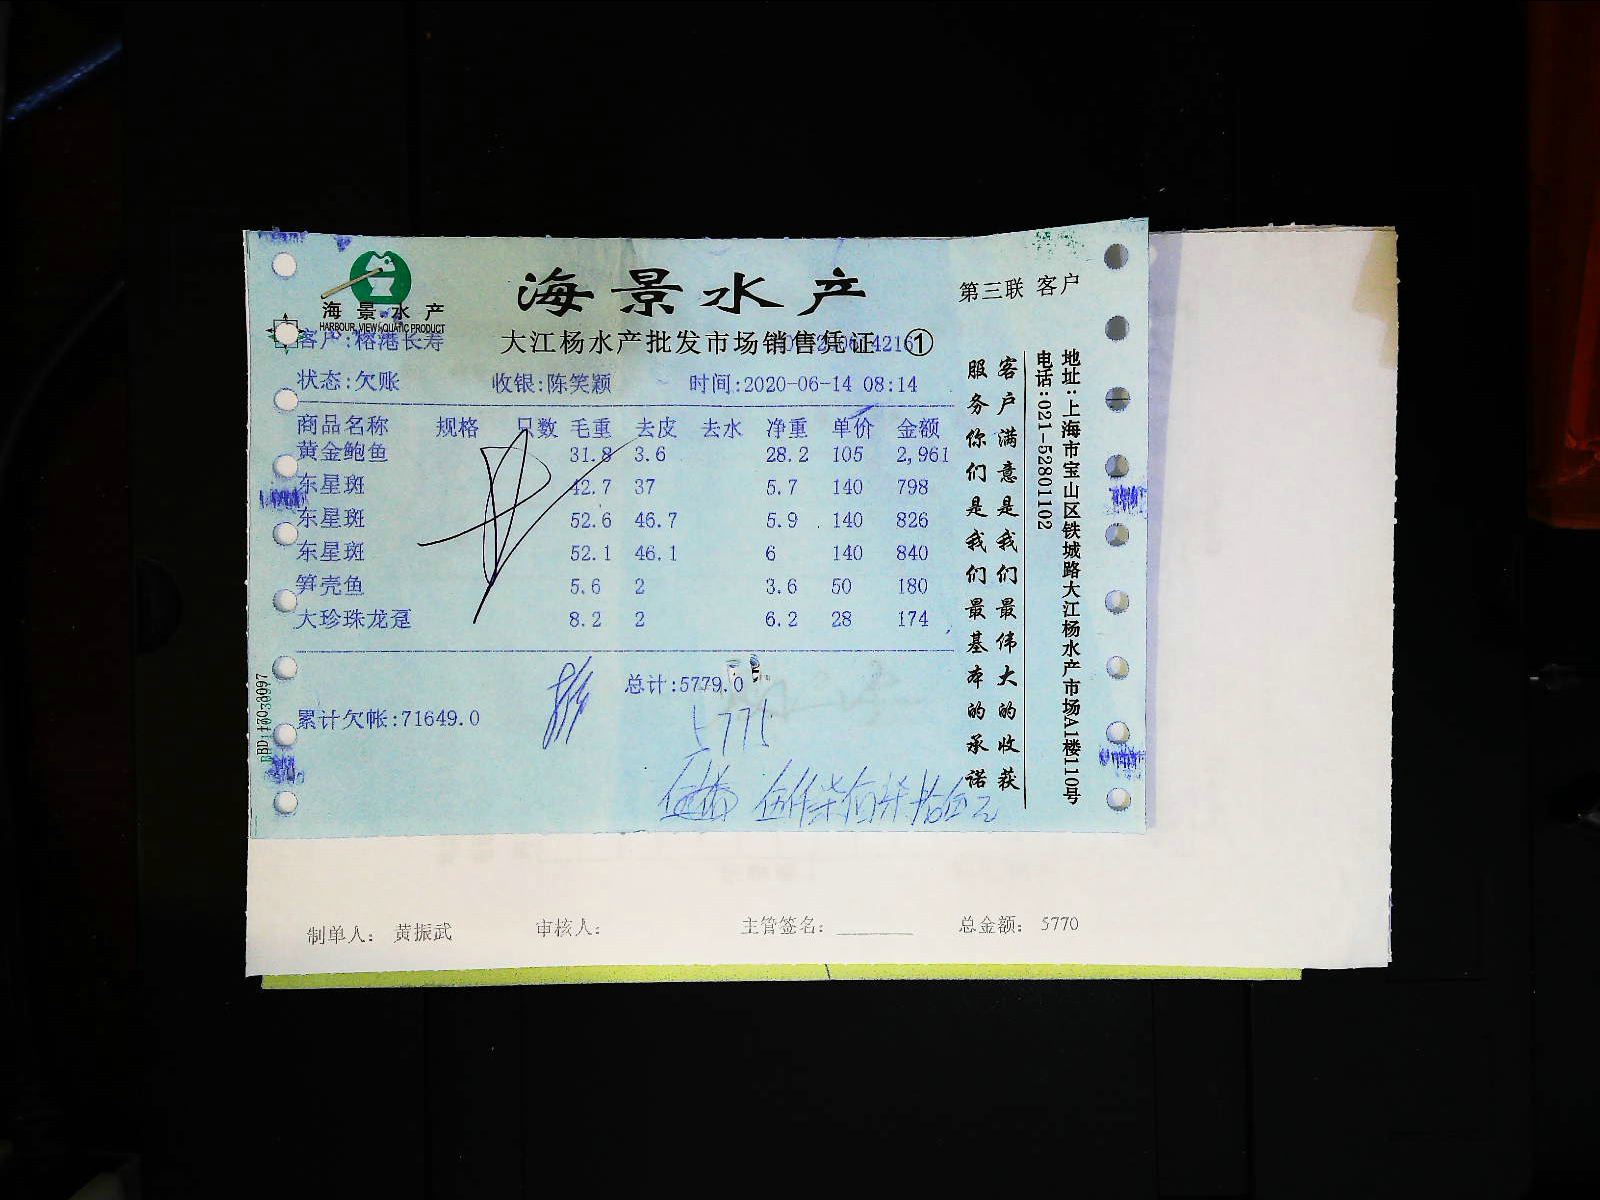 海景水产
第三联 客户
海景水产
HARBOUR VIEW AQUATIC PRODUCT
大江杨水产批发市场销售凭证 ①
客户:榕港长寿
状态:欠账 收银:陈笑颖 时间:2020-06-14 08:14
商品名称 规格 只数 毛重 去皮 去水 净重 单价 金额
黄金鲍鱼 31.8 3.6 28.2 105 2,961
东星斑 42.7 37 5.7 140 798
东星斑 52.6 46.7 5.9 140 826
东星斑 52.1 46.1 6 140 840
笋壳鱼 5.6 2 3.6 50 180
大珍珠龙趸 8.2 2 6.2 28 174
总计:5779.0
累计欠帐:71649.0
5775
伍仟柒佰柒拾伍元
客户满意是我们最伟大的收获
服务你们是我们最基本的承诺
地址:上海市宝山区铁城路大江杨水产市场A1楼110号
电话:021-52801102
制单人: 黄振武 审核人: 主管签名: 总金额: 5770